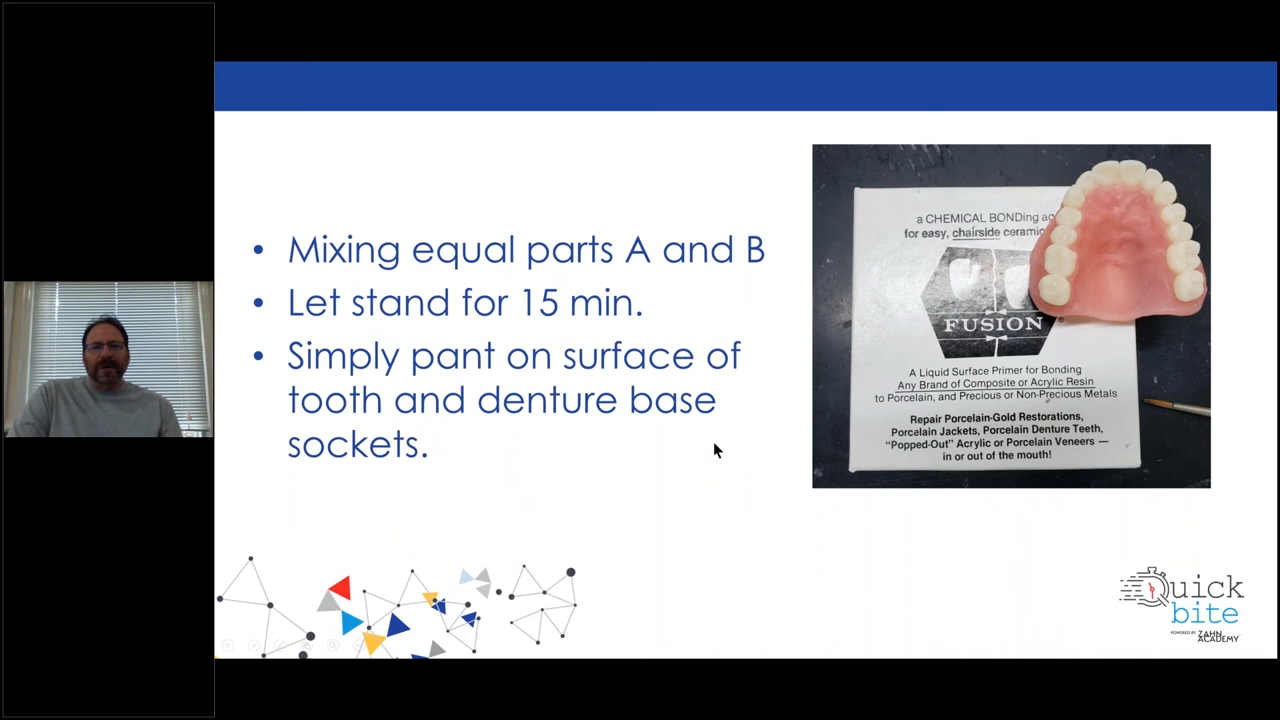 • Mixing equal parts A and B
• Let stand for 15 min.
• Simply pant on surface of
tooth and denture base
sockets.
a CHEMICAL BONDing
for easy, chairside
FUSION
A Liquid Surface Primer for Bonding
Any Brand of Composite or Acrylic Resin
to Porcelain, and Precious or Non-Precious Metals
Repair Porcelain-Gold Restorations,
Porcelain Jackets, Porcelain Denture Teeth,
“Popped-Out” Acrylic or Porcelain Veneers —
in or out of the mouth!
Quick
bite
POWERED BY ZAHN
ACADEMY